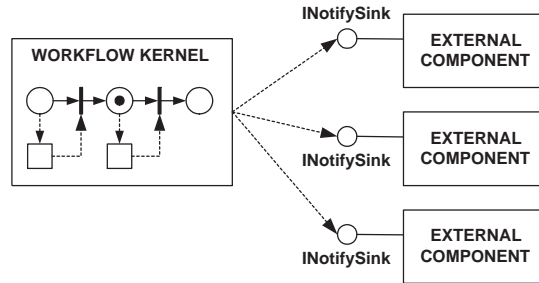 INotifySink
WORKFLOW KERNEL
EXTERNAL
COMPONENT
EXTERNAL
COMPONENT
INotifySink
EXTERNAL
COMPONENT
INotifySink